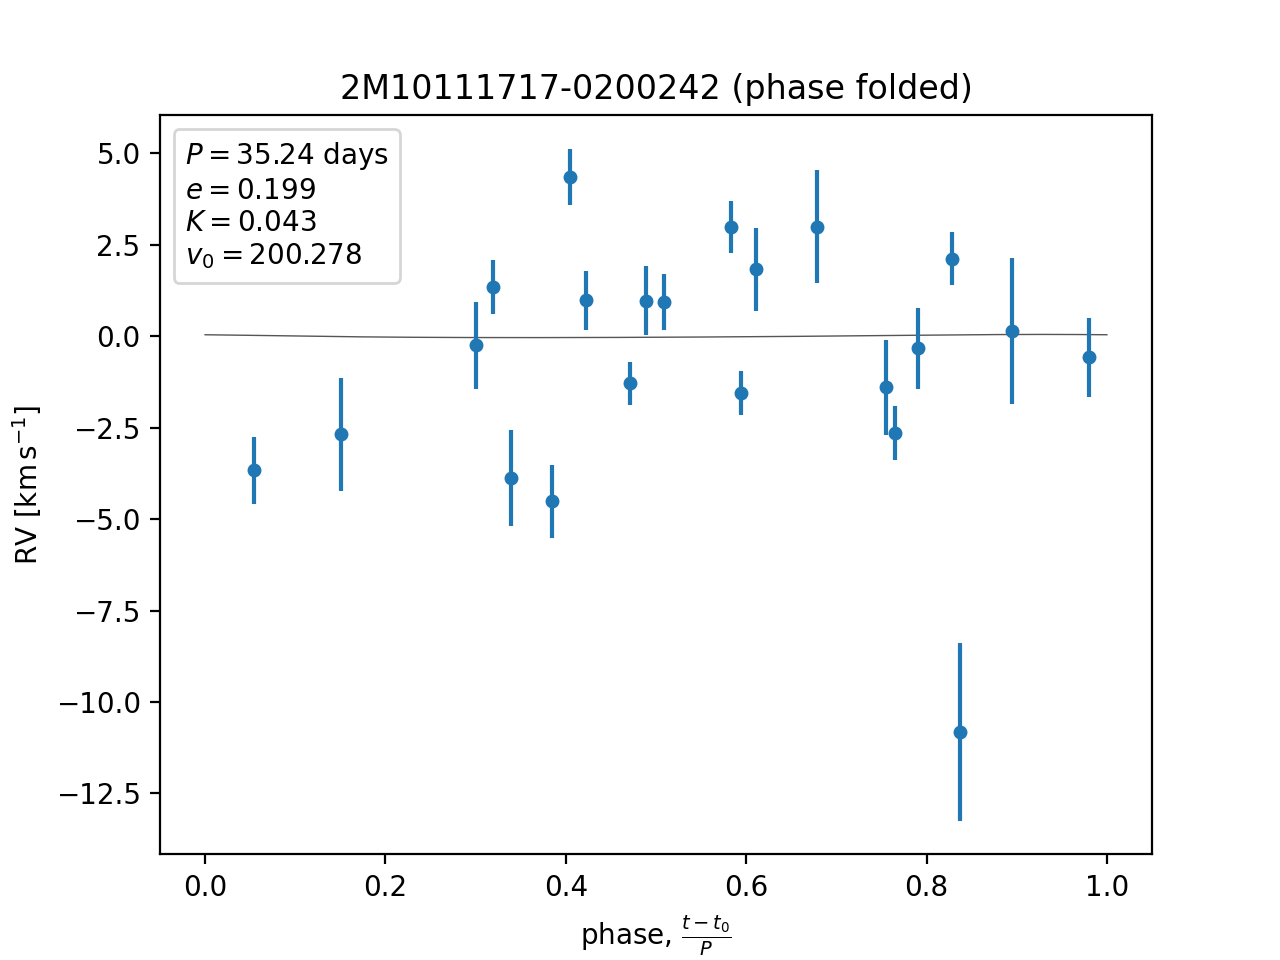 2M10111717-0200242 (phase folded)
P = 35.24 days
e = 0.199
K = 0.043
v₀ = 200.278
5.0
2.5
0.0
−2.5
−5.0
−7.5
−10.0
−12.5
RV [km s⁻¹]
0.0 0.2 0.4 0.6 0.8 1.0
phase, (t − t₀)/P